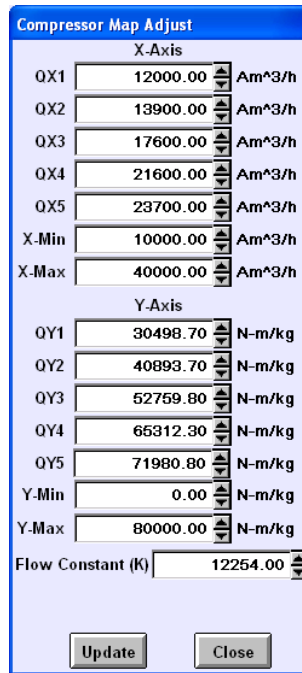 Compressor Map Adjust
X-Axis
QX1 12000.00 Am^3/h
QX2 13900.00 Am^3/h
QX3 17600.00 Am^3/h
QX4 21600.00 Am^3/h
QX5 23700.00 Am^3/h
X-Min 10000.00 Am^3/h
X-Max 40000.00 Am^3/h
Y-Axis
QY1 30498.70 N-m/kg
QY2 40893.70 N-m/kg
QY3 52759.80 N-m/kg
QY4 65312.30 N-m/kg
QY5 71980.80 N-m/kg
Y-Min 0.00 N-m/kg
Y-Max 80000.00 N-m/kg
Flow Constant (K) 12254.00
Update Close